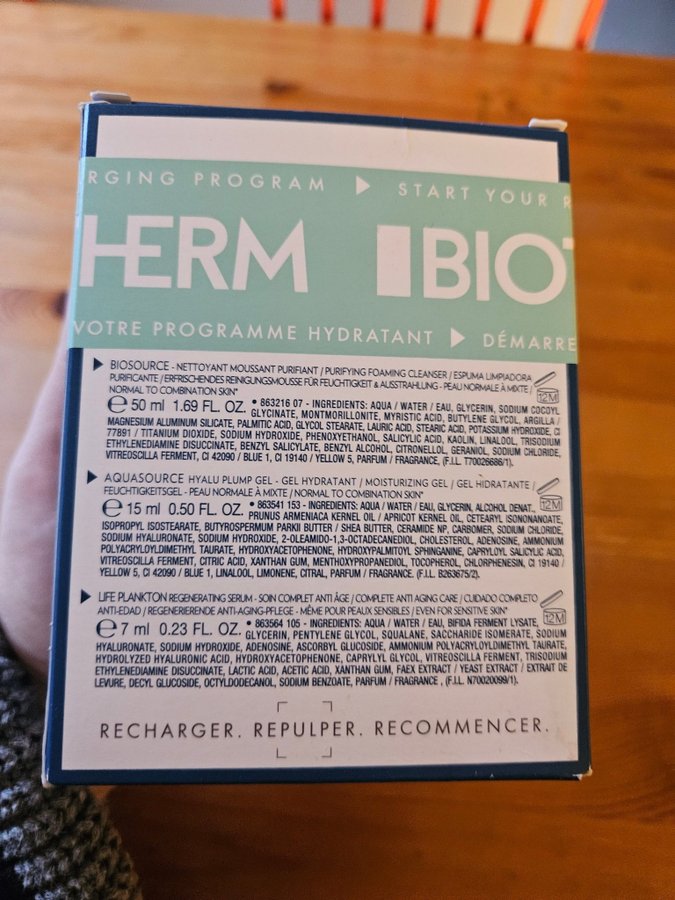 RGING PROGRAM ▶ START YOUR R
HERM BIOT
VOTRE PROGRAMME HYDRATANT ▶ DÉMARRE
▶ BIOSOURCE - NETTOYANT MOUSSANT PURIFIANT / PURIFYING FOAMING CLEANSER / ESPUMA LIMPIADORA
PURIFICANTE / ERFRISCHENDES REINIGUNGSMOUSSE FÜR FEUCHTIGKEIT & AUSSTRAHLUNG - PEAU NORMALE À MIXTE /
NORMAL TO COMBINATION SKIN*
12M
℮ 50 ml 1.69 FL. OZ. • 863216 07 - INGREDIENTS: AQUA / WATER / EAU, GLYCERIN, SODIUM COCOYL
GLYCINATE, MONTMORILLONITE, MYRISTIC ACID, BUTYLENE GLYCOL, ARGILLA /
MAGNESIUM ALUMINUM SILICATE, PALMITIC ACID, GLYCOL STEARATE, LAURIC ACID, STEARIC ACID, POTASSIUM HYDROXIDE, CI
77891 / TITANIUM DIOXIDE, SODIUM HYDROXIDE, PHENOXYETHANOL, SALICYLIC ACID, KAOLIN, LINALOOL, TRISODIUM
ETHYLENEDIAMINE DISUCCINATE, BENZYL SALICYLATE, BENZYL ALCOHOL, CITRONELLOL, GERANIOL, SODIUM CHLORIDE,
VITREOSCILLA FERMENT, CI 42090 / BLUE 1, CI 19140 / YELLOW 5, PARFUM / FRAGRANCE, (F.I.L. T70026686/1).
▶ AQUASOURCE HYALU PLUMP GEL - GEL HYDRATANT / MOISTURIZING GEL / GEL HIDRATANTE /
FEUCHTIGKEITSGEL - PEAU NORMALE À MIXTE / NORMAL TO COMBINATION SKIN*
12M
℮ 15 ml 0.50 FL. OZ. • 863541 153 - INGREDIENTS: AQUA / WATER / EAU, GLYCERIN, ALCOHOL DENAT.,
PRUNUS ARMENIACA KERNEL OIL / APRICOT KERNEL OIL, CETEARYL ISONONANOATE,
ISOPROPYL ISOSTEARATE, BUTYROSPERMUM PARKII BUTTER / SHEA BUTTER, CERAMIDE NP, CARBOMER, SODIUM CHLORIDE,
SODIUM HYALURONATE, SODIUM HYDROXIDE, 2-OLEAMIDO-1,3-OCTADECANEDIOL, CHOLESTEROL, ADENOSINE, AMMONIUM
POLYACRYLOYLDIMETHYL TAURATE, HYDROXYACETOPHENONE, HYDROXYPALMITOYL SPHINGANINE, CAPRYLOYL SALICYLIC ACID,
VITREOSCILLA FERMENT, CITRIC ACID, XANTHAN GUM, MENTHOXYPROPANEDIOL, TOCOPHEROL, CHLORPHENESIN, CI 19140 /
YELLOW 5, CI 42090 / BLUE 1, LINALOOL, LIMONENE, CITRAL, PARFUM / FRAGRANCE. (F.I.L. B263675/2).
▶ LIFE PLANKTON REGENERATING SERUM - SOIN COMPLET ANTI ÂGE / COMPLETE ANTI AGING CARE / CUIDADO COMPLETO
ANTI-EDAD / REGENERIERENDE ANTI-AGING-PFLEGE - MÊME POUR PEAUX SENSIBLES / EVEN FOR SENSITIVE SKIN*
12M
℮ 7 ml 0.23 FL. OZ. • 863564 105 - INGREDIENTS: AQUA / WATER / EAU, BIFIDA FERMENT LYSATE,
GLYCERIN, PENTYLENE GLYCOL, SQUALANE, SACCHARIDE ISOMERATE, SODIUM
HYALURONATE, SODIUM HYDROXIDE, ADENOSINE, ASCORBYL GLUCOSIDE, AMMONIUM POLYACRYLOYLDIMETHYL TAURATE,
HYDROLYZED HYALURONIC ACID, HYDROXYACETOPHENONE, CAPRYLYL GLYCOL, VITREOSCILLA FERMENT, TRISODIUM
ETHYLENEDIAMINE DISUCCINATE, LACTIC ACID, ACETIC ACID, XANTHAN GUM, FAEX EXTRACT / YEAST EXTRACT / EXTRAIT DE
LEVURE, DECYL GLUCOSIDE, OCTYLDODECANOL, SODIUM BENZOATE, PARFUM / FRAGRANCE, (F.I.L. N70020099/1).
RECHARGER. REPULPER. RECOMMENCER.